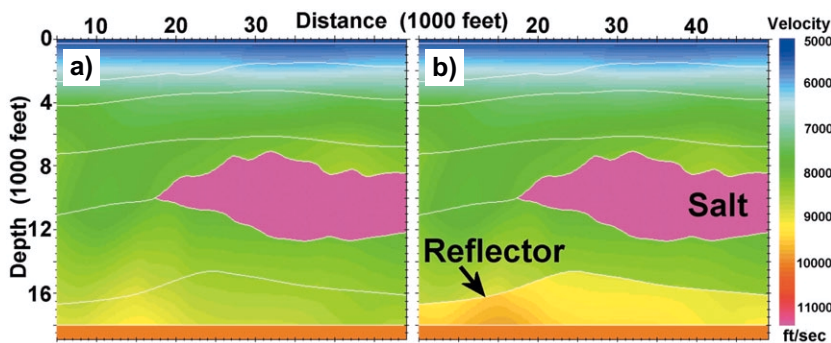 Distance (1000 feet)
Velocity
10 20 30 20 30 40
a) b)
0
4
8
12
16
Depth (1000 feet)
Salt
Reflector
5000
6000
7000
8000
9000
10000
11000
ft/sec